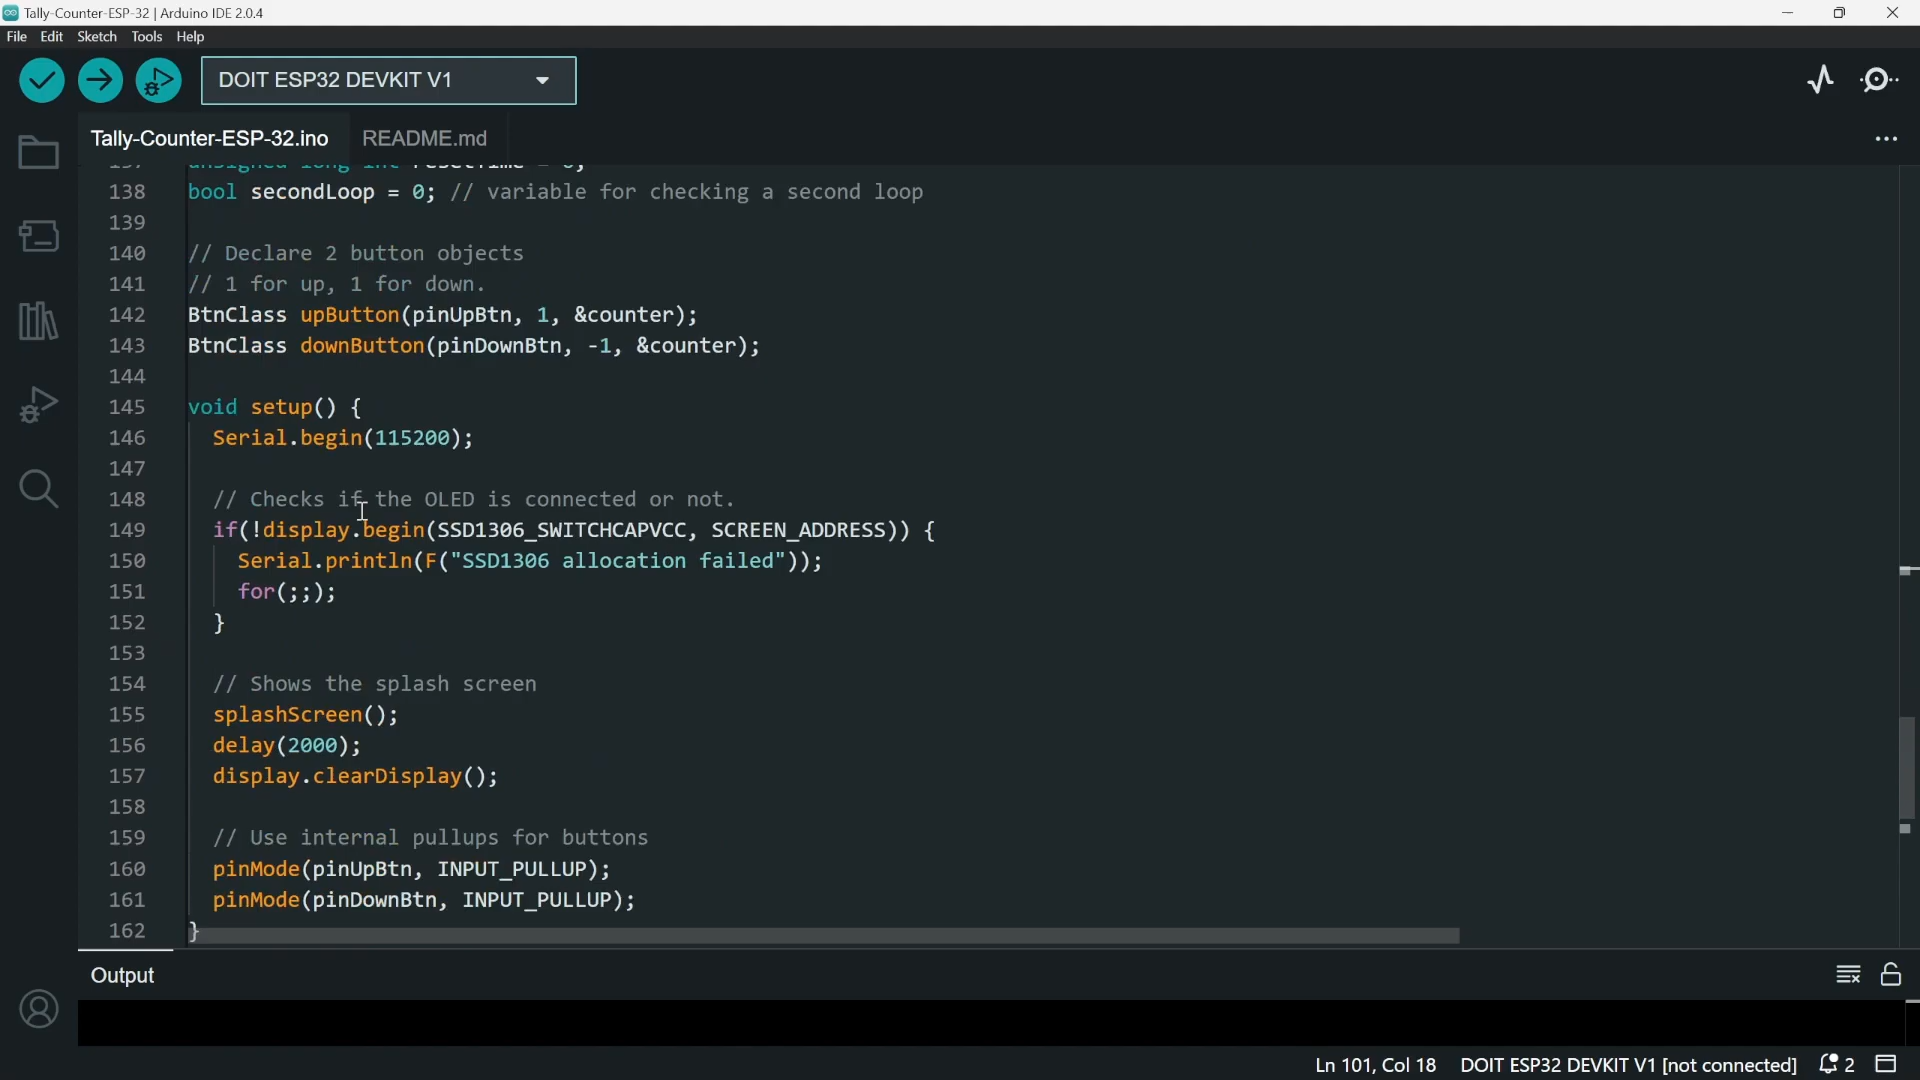 Tally-Counter-ESP-32 | Arduino IDE 2.0.4
File Edit Sketch Tools Help
DOIT ESP32 DEVKIT V1
Tally-Counter-ESP-32.ino README.md
138 bool secondLoop = 0; // variable for checking a second loop
139
140 // Declare 2 button objects
141 // 1 for up, 1 for down.
142 BtnClass upButton(pinUpBtn, 1, &counter);
143 BtnClass downButton(pinDownBtn, -1, &counter);
144
145 void setup() {
146 Serial.begin(115200);
147
148 // Checks if the OLED is connected or not.
149 if(!display.begin(SSD1306_SWITCHCAPVCC, SCREEN_ADDRESS)) {
150 Serial.println(F("SSD1306 allocation failed"));
151 for(;;);
152 }
153
154 // Shows the splash screen
155 splashScreen();
156 delay(2000);
157 display.clearDisplay();
158
159 // Use internal pullups for buttons
160 pinMode(pinUpBtn, INPUT_PULLUP);
161 pinMode(pinDownBtn, INPUT_PULLUP);
162 }
Output
Ln 101, Col 18 DOIT ESP32 DEVKIT V1 [not connected] 2